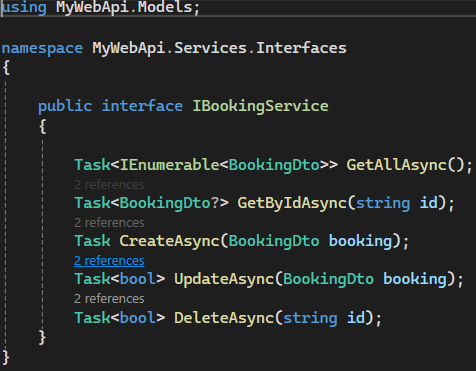 using MyWebApi.Models;
namespace MyWebApi.Services.Interfaces
{
public interface IBookingService
{
Task<IEnumerable<BookingDto>> GetAllAsync();
2 references
Task<BookingDto?> GetByIdAsync(string id);
2 references
Task CreateAsync(BookingDto booking);
2 references
Task<bool> UpdateAsync(BookingDto booking);
2 references
Task<bool> DeleteAsync(string id);
}
}